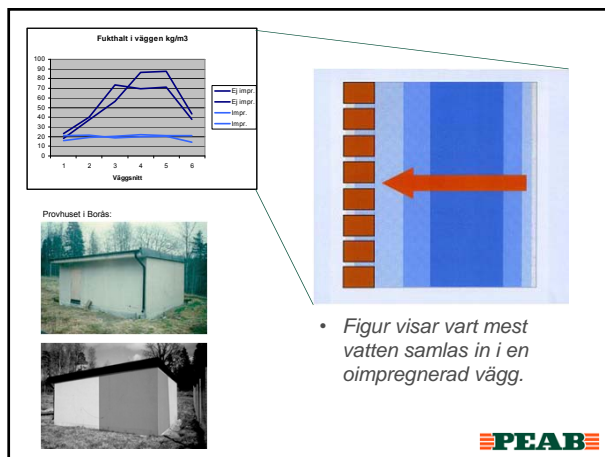 Fukthalt i väggen kg/m3
100
90
80
70
60
50
40
30
20
10
0
1 2 3 4 5 6
Väggsnitt
Ej impr.
Ej impr.
Impr.
Impr.
Provhuset i Borås:
• Figur visar vart mest
vatten samlas in i en
oimpregnerad vägg.
PEAB